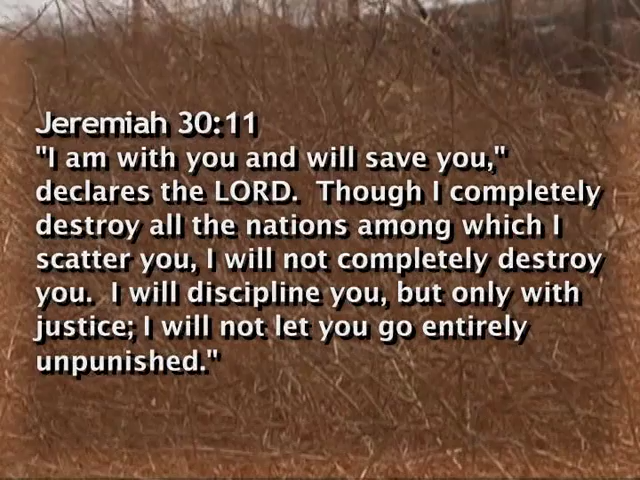 Jeremiah 30:11
"I am with you and will save you,"
declares the LORD.  Though I completely
destroy all the nations among which I
scatter you, I will not completely destroy
you.  I will discipline you, but only with
justice; I will not let you go entirely
unpunished."